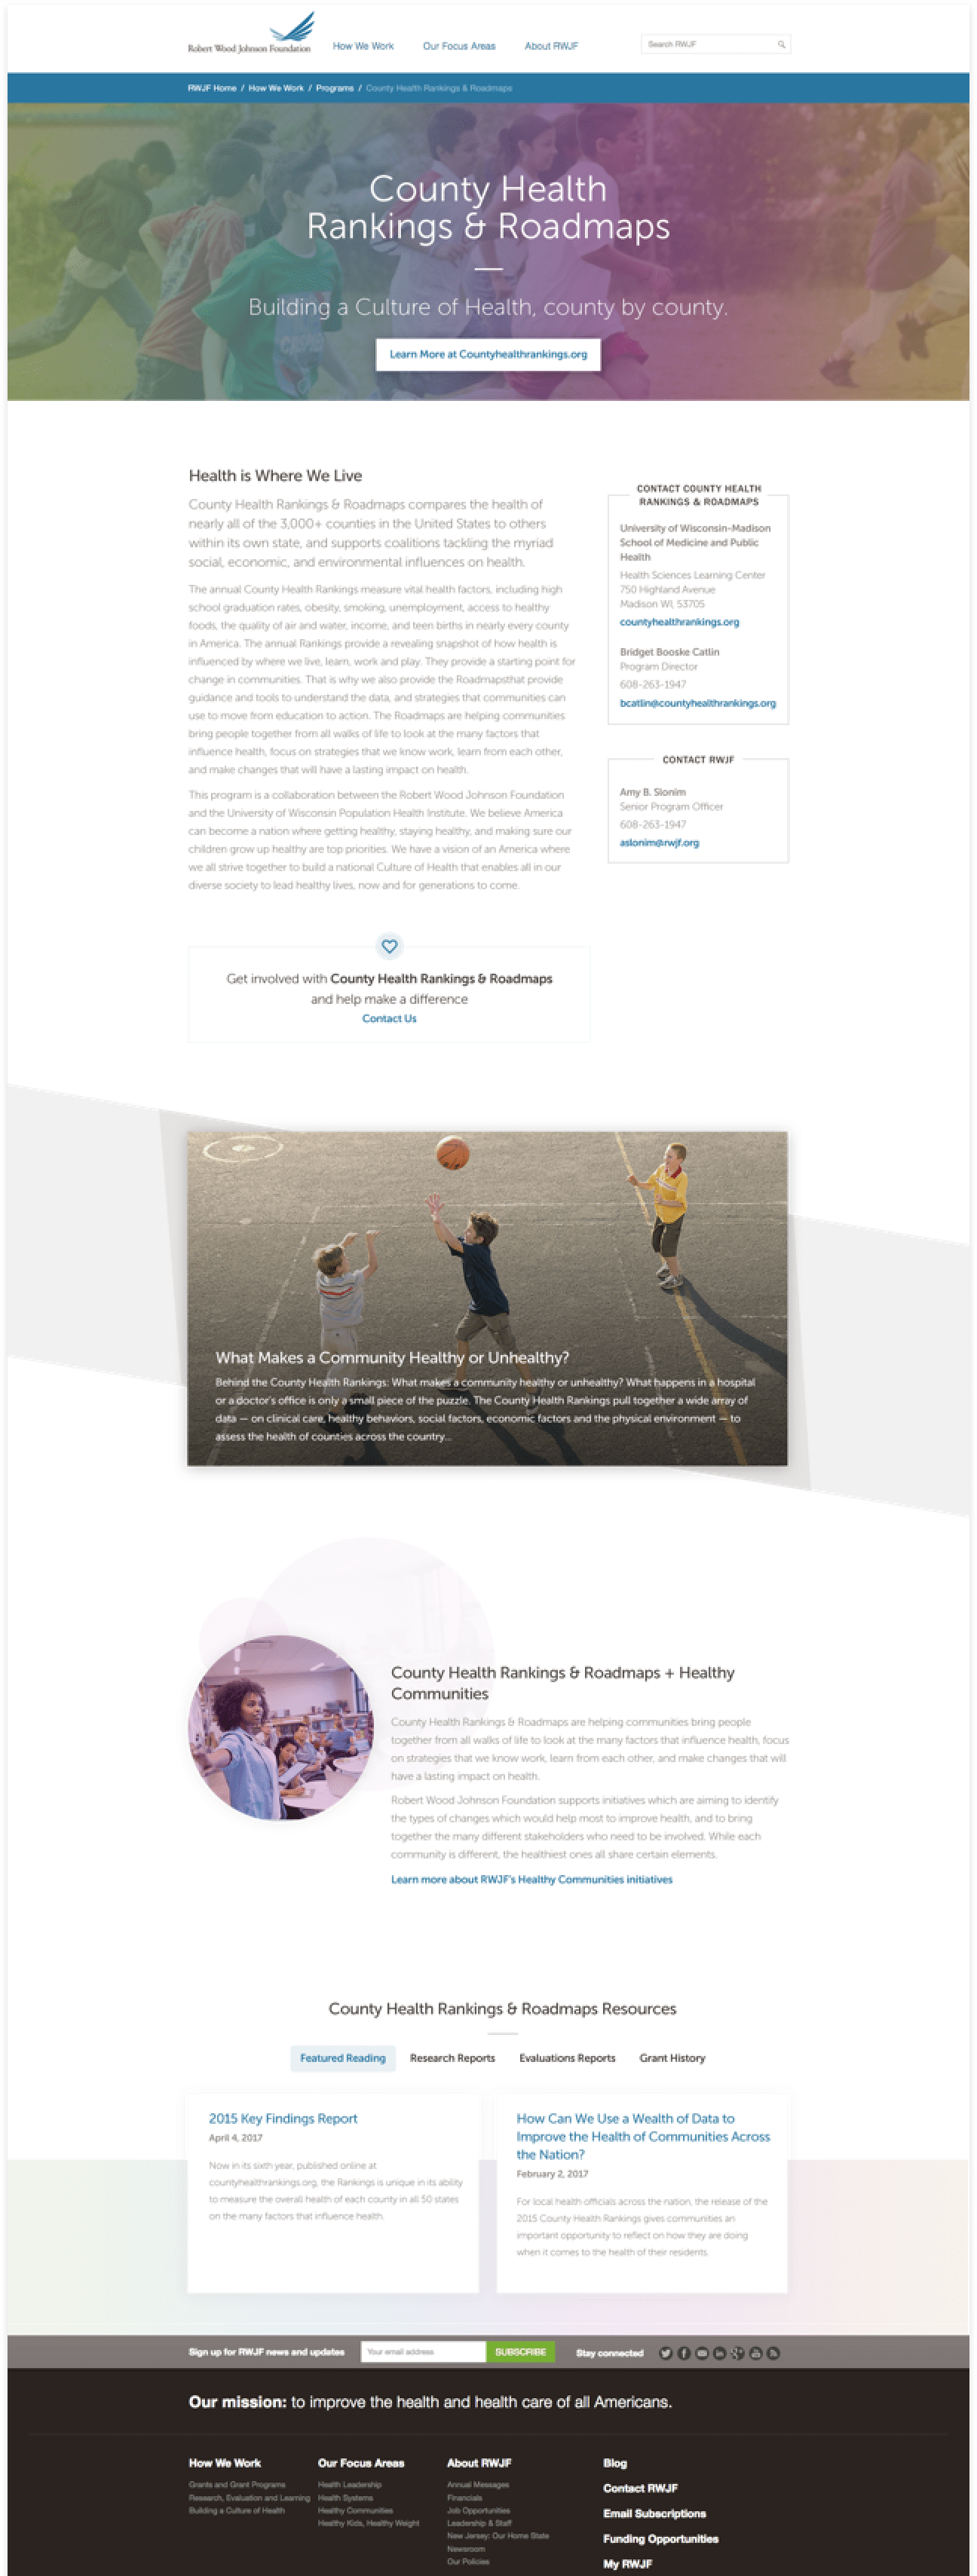 Robert Wood Johnson Foundation
How We Work
Our Focus Areas
About RWJF
Search RWJF
RWJF Home / How We Work / Programs / County Health Rankings & Roadmaps
County Health
Rankings & Roadmaps
Building a Culture of Health, county by county.
Learn More at Countyhealthrankings.org
Health is Where We Live
County Health Rankings & Roadmaps compares the health of
nearly all of the 3,000+ counties in the United States to others
within its own state, and supports coalitions tackling the myriad
social, economic, and environmental influences on health.
The annual County Health Rankings measure vital health factors, including high
school graduation rates, obesity, smoking, unemployment, access to healthy
foods, the quality of air and water, income, and teen births in nearly every county
in America. The annual Rankings provide a revealing snapshot of how health is
influenced by where we live, learn, work and play. They provide a starting point for
change in communities. That is why we also provide the Roadmapsthat provide
guidance and tools to understand the data, and strategies that communities can
use to move from education to action. The Roadmaps are helping communities
bring people together from all walks of life to look at the many factors that
influence health, focus on strategies that we know work, learn from each other,
and make changes that will have a lasting impact on health.
This program is a collaboration between the Robert Wood Johnson Foundation
and the University of Wisconsin Population Health Institute. We believe America
can become a nation where getting healthy, staying healthy, and making sure our
children grow up healthy are top priorities. We have a vision of an America where
we all strive together to build a national Culture of Health that enables all in our
diverse society to lead healthy lives, now and for generations to come.
CONTACT COUNTY HEALTH
RANKINGS & ROADMAPS
University of Wisconsin-Madison
School of Medicine and Public
Health
Health Sciences Learning Center
750 Highland Avenue
Madison WI, 53705
countyhealthrankings.org
Bridget Booske Catlin
Program Director
608-263-1947
bcatlin@countyhealthrankings.org
CONTACT RWJF
Amy B. Slonim
Senior Program Officer
608-263-1947
aslonim@rwjf.org
Get involved with County Health Rankings & Roadmaps
and help make a difference
Contact Us
What Makes a Community Healthy or Unhealthy?
Behind the County Health Rankings: What makes a community healthy or unhealthy? What happens in a hospital
or a doctor's office is only a small piece of the puzzle. The County Health Rankings pull together a wide array of
data — on clinical care, healthy behaviors, social factors, economic factors and the physical environment — to
assess the health of counties across the country...
County Health Rankings & Roadmaps + Healthy
Communities
County Health Rankings & Roadmaps are helping communities bring people
together from all walks of life to look at the many factors that influence health, focus
on strategies that we know work, learn from each other, and make changes that will
have a lasting impact on health.
Robert Wood Johnson Foundation supports initiatives which are aiming to identify
the types of changes which would help most to improve health, and to bring
together the many different stakeholders who need to be involved. While each
community is different, the healthiest ones all share certain elements.
Learn more about RWJF's Healthy Communities initiatives
County Health Rankings & Roadmaps Resources
Featured Reading
Research Reports
Evaluations Reports
Grant History
2015 Key Findings Report
April 4, 2017
Now in its sixth year, published online at
countyhealthrankings.org, the Rankings is unique in its ability
to measure the overall health of each county in all 50 states
on the many factors that influence health.
How Can We Use a Wealth of Data to
Improve the Health of Communities Across
the Nation?
February 2, 2017
For local health officials across the nation, the release of the
2015 County Health Rankings gives communities an
important opportunity to reflect on how they are doing
when it comes to the health of their residents.
Sign up for RWJF news and updates
Your email address
SUBSCRIBE
Stay connected
Our mission: to improve the health and health care of all Americans.
How We Work
Grants and Grant Programs
Research, Evaluation and Learning
Building a Culture of Health
Our Focus Areas
Health Leadership
Health Systems
Healthy Communities
Healthy Kids, Healthy Weight
About RWJF
Annual Messages
Financials
Job Opportunities
Leadership & Staff
New Jersey: Our Home State
Newsroom
Our Policies
Blog
Contact RWJF
Email Subscriptions
Funding Opportunities
My RWJF